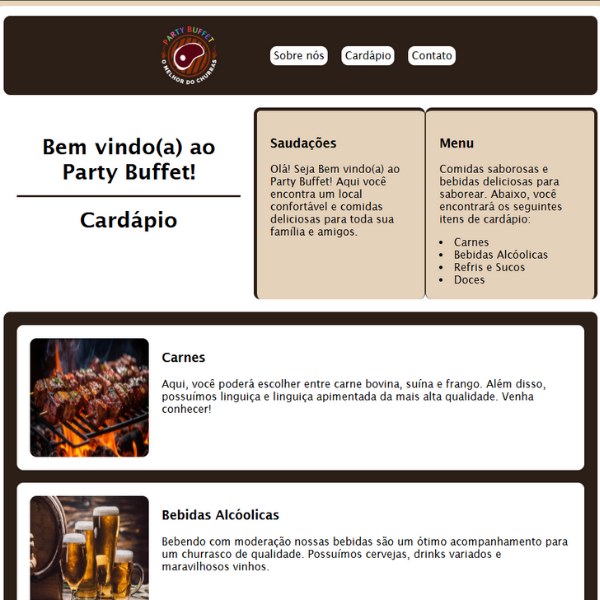 PARTY BUFFET
O MELHOR DO CHURRAS
Sobre nós
Cardápio
Contato
Bem vindo(a) ao
Party Buffet!
Cardápio
Saudações
Olá! Seja Bem vindo(a) ao
Party Buffet! Aqui você
encontra um local
confortável e comidas
deliciosas para toda sua
família e amigos.
Menu
Comidas saborosas e
bebidas deliciosas para
saborear. Abaixo, você
encontrará os seguintes
itens de cardápio:
• Carnes
• Bebidas Alcóolicas
• Refris e Sucos
• Doces
Carnes
Aqui, você poderá escolher entre carne bovina, suína e frango. Além disso,
possuímos linguiça e linguiça apimentada da mais alta qualidade. Venha
conhecer!
Bebidas Alcóolicas
Bebendo com moderação nossas bebidas são um ótimo acompanhamento para
um churrasco de qualidade. Possuímos cervejas, drinks variados e
maravilhosos vinhos.